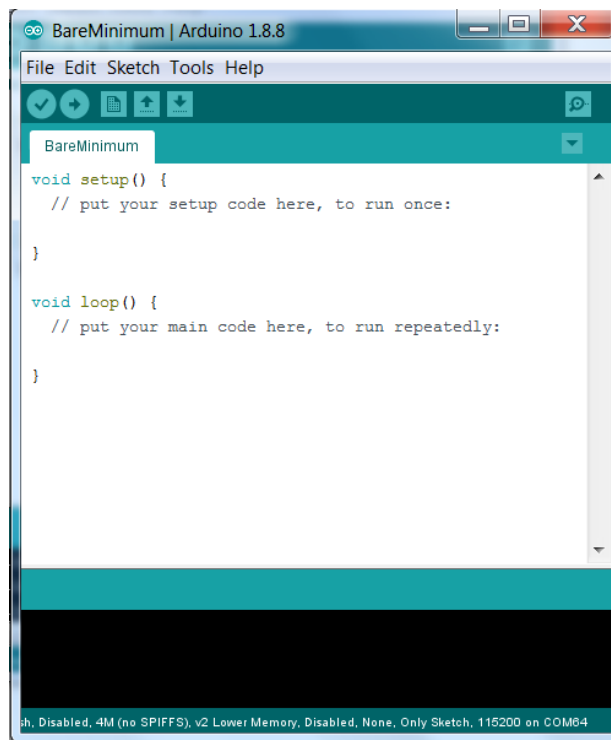 BareMinimum | Arduino 1.8.8
File Edit Sketch Tools Help
BareMinimum
void setup() {
// put your setup code here, to run once:
}
void loop() {
// put your main code here, to run repeatedly:
}
sh, Disabled, 4M (no SPIFFS), v2 Lower Memory, Disabled, None, Only Sketch, 115200 on COM64